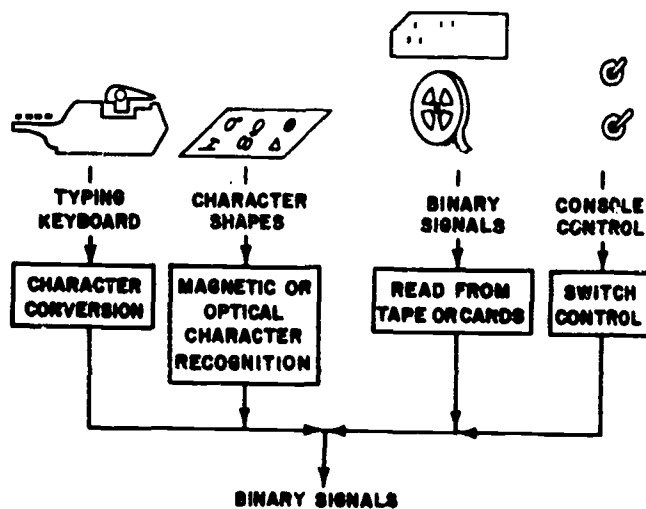 TYPING
KEYBOARD
CHARACTER
SHAPES
BINARY
SIGNALS
CONSOLE
CONTROL
CHARACTER
CONVERSION
MAGNETIC OR
OPTICAL
CHARACTER
RECOGNITION
READ FROM
TAPE OR CARDS
SWITCH
CONTROL
BINARY SIGNALS